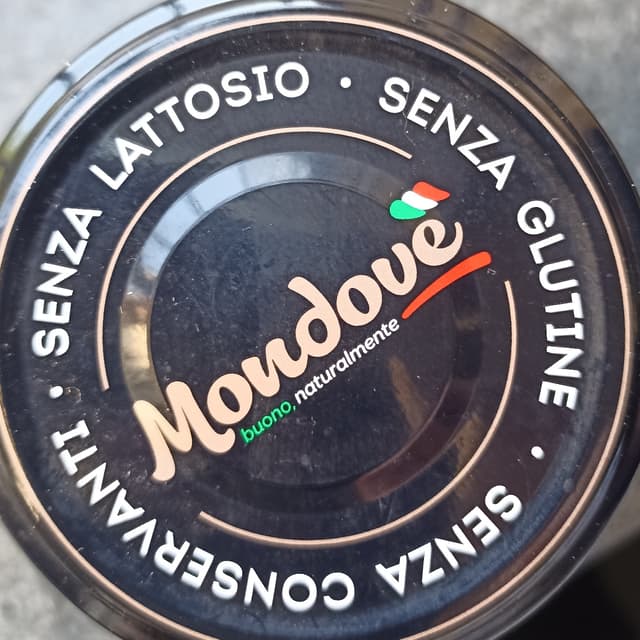 SENZA LATTOSIO • SENZA GLUTINE • SENZA CONSERVANTI •
Mondovè
buono, naturalmente